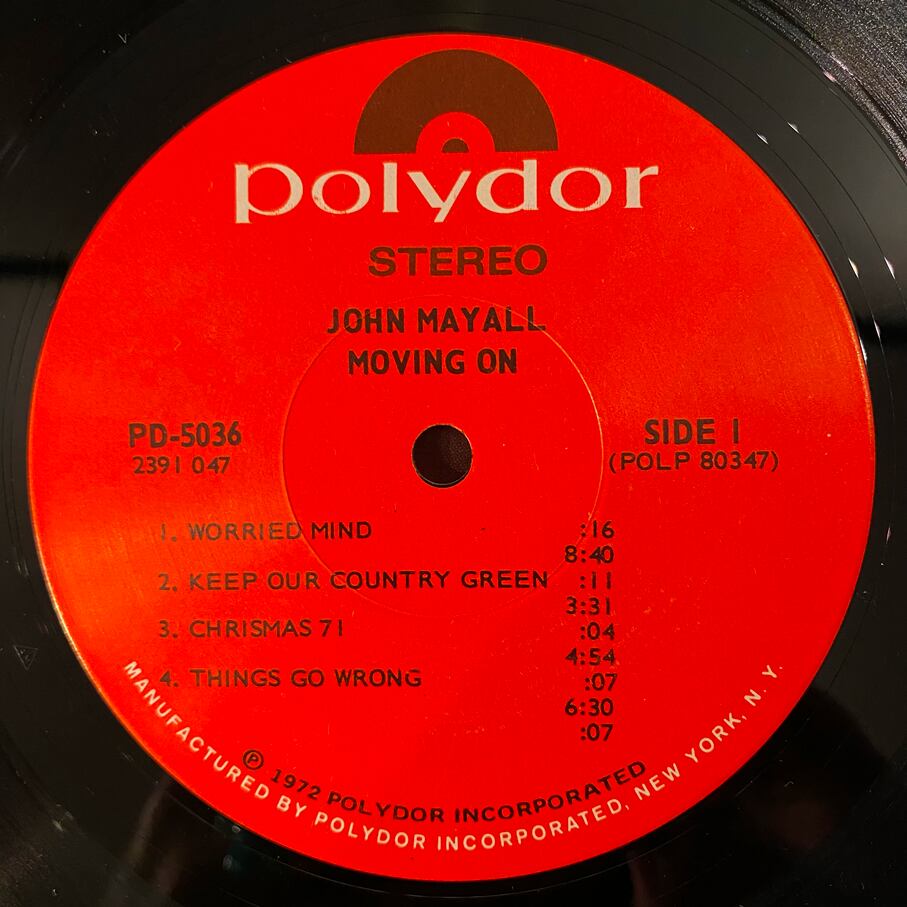 polydor
STEREO
JOHN MAYALL
MOVING ON
PD-5036
2391 047
SIDE 1
(POLP 80347)
1. WORRIED MIND :16
8:40
2. KEEP OUR COUNTRY GREEN :11
3:31
3. CHRISMAS 71 :04
4:54
4. THINGS GO WRONG :07
6:30
:07
℗ 1972 POLYDOR INCORPORATED
MANUFACTURED BY POLYDOR INCORPORATED, NEW YORK, N. Y.